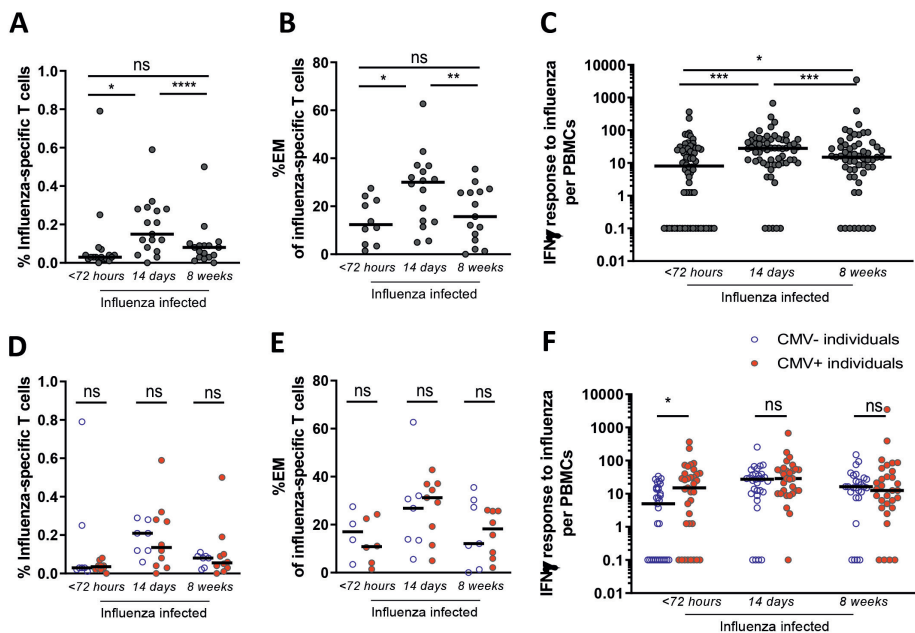 A
ns
* ****
1.0
0.8
0.6
0.4
0.2
0.0
% Influenza-specific T cells
<72 hours 14 days 8 weeks
Influenza infected
B
ns
* **
80
60
40
20
0
%EM
of influenza-specific T cells
<72 hours 14 days 8 weeks
Influenza infected
C
*
*** ***
10000
1000
100
10
1
0.1
0.01
IFNγ response to influenza
per PBMCs
<72 hours 14 days 8 weeks
Influenza infected
D
ns ns ns
1.0
0.8
0.6
0.4
0.2
0.0
% Influenza-specific T cells
<72 hours 14 days 8 weeks
Influenza infected
E
ns ns ns
80
60
40
20
0
%EM
of influenza-specific T cells
<72 hours 14 days 8 weeks
Influenza infected
CMV- individuals
CMV+ individuals
F
* ns ns
10000
1000
100
10
1
0.1
0.01
IFNγ response to influenza
per PBMCs
<72 hours 14 days 8 weeks
Influenza infected